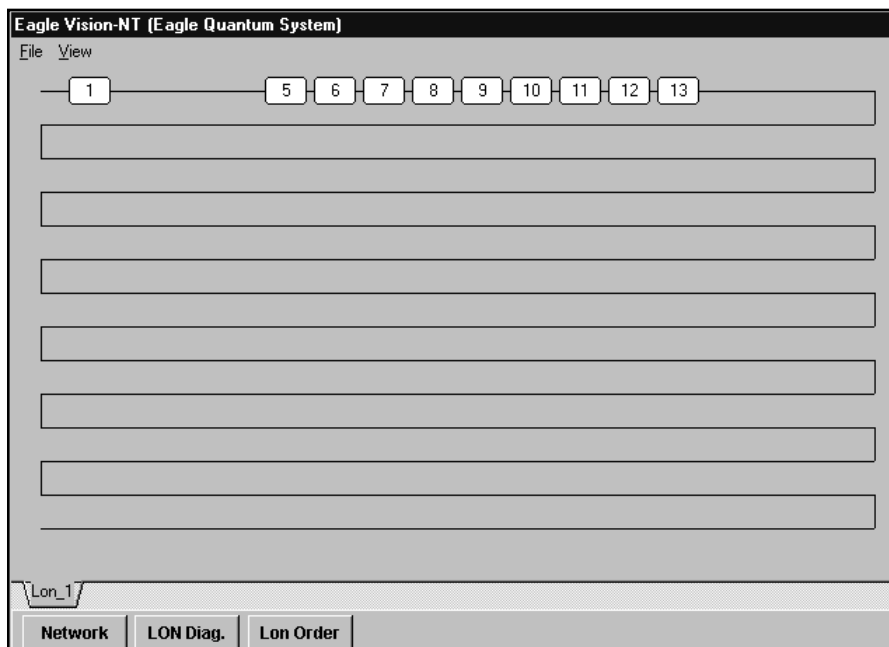 Eagle Vision-NT (Eagle Quantum System)
File View
1 5 6 7 8 9 10 11 12 13
Lon_1
Network LON Diag. Lon Order